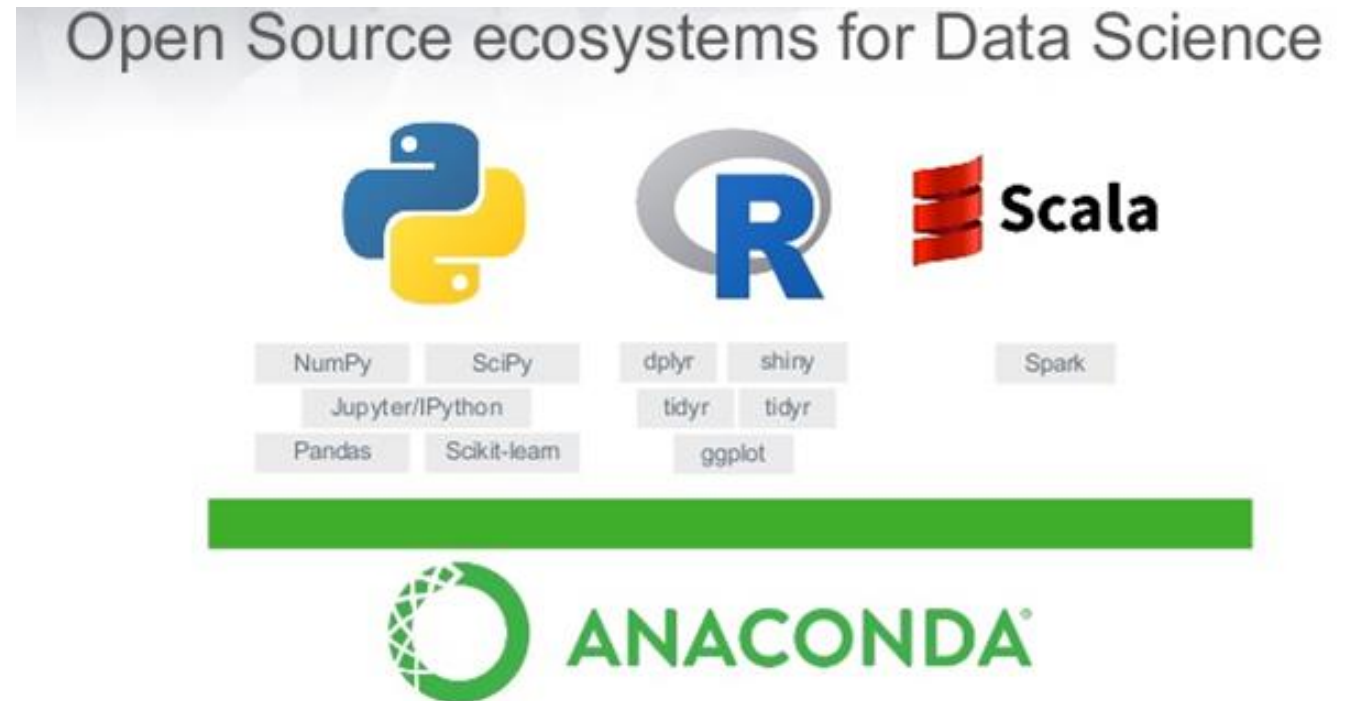 Open Source ecosystems for Data Science
R
Scala
NumPy SciPy dplyr shiny Spark
Jupyter/IPython tidyr tidyr
Pandas Scikit-learn ggplot
ANACONDA®